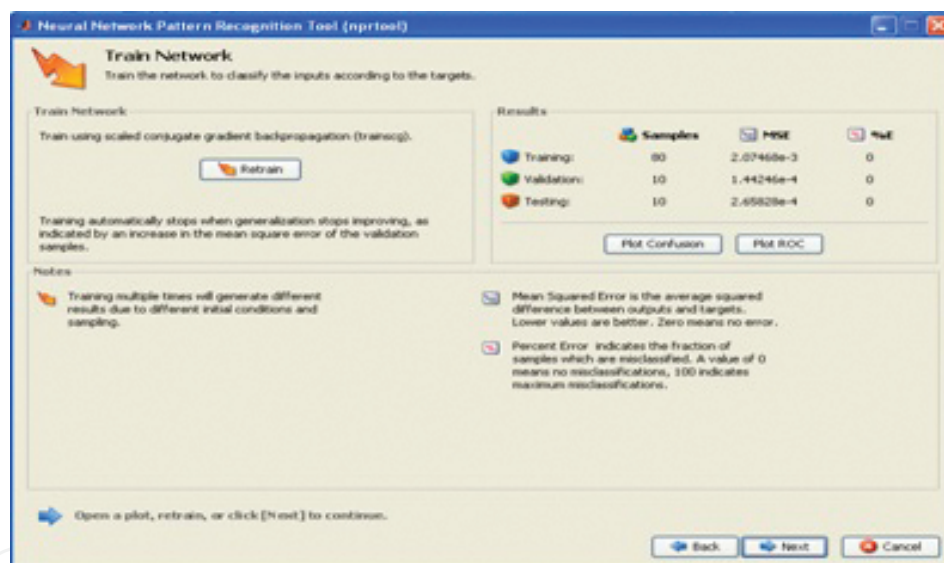 Neural Network Pattern Recognition Tool (nprtool)
Train Network
Train the network to classify the inputs according to the targets.
Train Network
Train using scaled conjugate gradient backpropagation (trainscg).
Retrain
Training automatically stops when generalization stops improving, as
indicated by an increase in the mean square error of the validation
samples.
Results
Samples MSE %E
Training: 80 2.07468e-3 0
Validation: 10 1.44246e-4 0
Testing: 10 2.65828e-4 0
Plot Confusion Plot ROC
Notes
Training multiple times will generate different
results due to different initial conditions and
sampling.
Mean Squared Error is the average squared
difference between outputs and targets.
Lower values are better. Zero means no error.
Percent Error indicates the fraction of
samples which are misclassified. A value of 0
means no misclassifications, 100 indicates
maximum misclassifications.
Open a plot, retrain, or click [Next] to continue.
Back Next Cancel